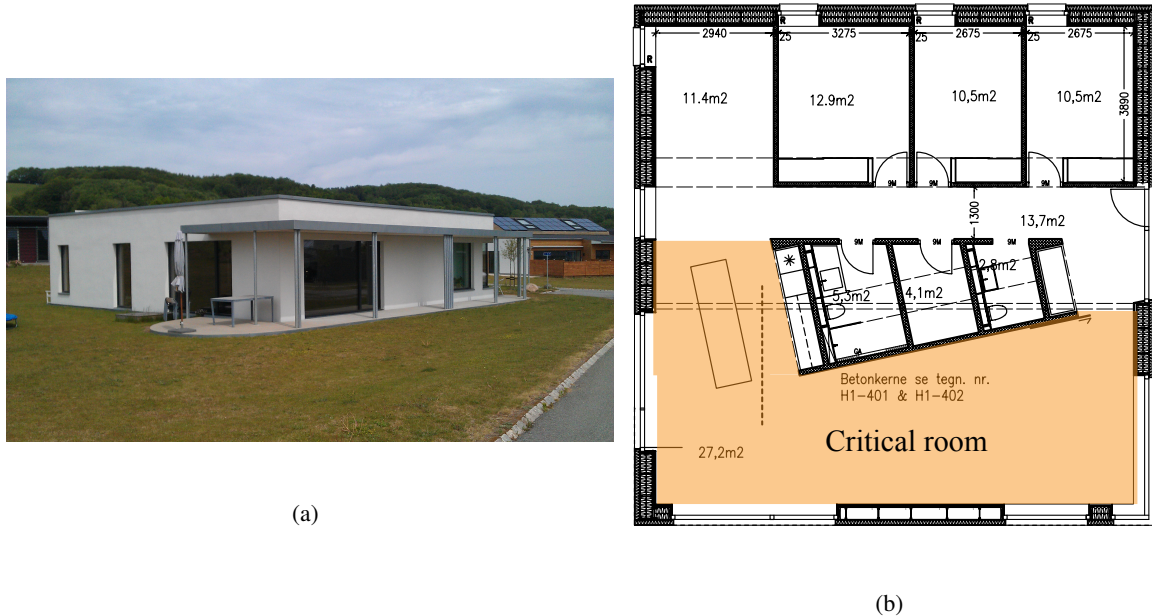 R
R
R
2940
25
3275
25
2675
25
2675
R
11.4m2
12.9m2
10,5m2
10,5m2
3890
9M
9M
9M
1300
13,7m2
9M
9M
9M
2,8m2
5,3m2
4,1m2
Betonkerne se tegn. nr.
H1-401 & H1-402
Critical room
27,2m2
(a)
(b)